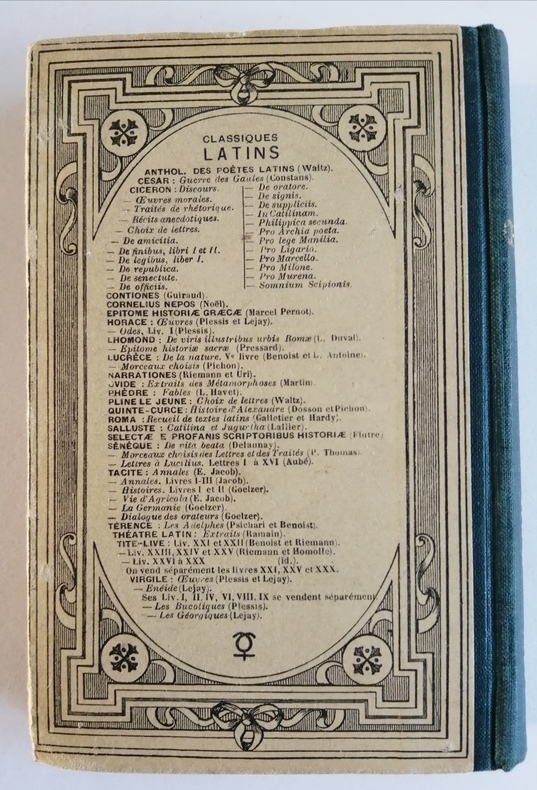 CLASSIQUES
LATINS
ANTHOL. DES POÈTES LATINS (Waltz).
CÉSAR : Guerre des Gaules (Constans).
CICERON : Discours.
— Œuvres morales.
— Traités de rhétorique.
— Récits anecdotiques.
— Choix de lettres.
— De amicitia.
— De finibus, libri I et II.
— De legibus, liber I.
— De republica.
— De senectute.
— De officiis.
— De oratore.
— De signis.
— De suppliciis.
— In Catilinam.
— Philippica secunda.
— Pro Archia poeta.
— Pro lege Manilia.
— Pro Ligario.
— Pro Marcello.
— Pro Milone.
— Pro Murena.
— Somnium Scipionis.
CONTIONES (Guiraud).
CORNELIUS NEPOS (Noël).
EPITOME HISTORIÆ GRÆCÆ (Marcel Pernot).
HORACE : Œuvres (Plessis et Lejay).
— Odes, Liv. I (Plessis).
LHOMOND : De viris illustribus urbis Romæ (L. Duval).
— Epitome historiæ sacræ (Pressard).
LUCRÈCE : De la nature. Vᵉ livre (Benoist et L. Antoine).
— Morceaux choisis (Pichon).
NARRATIONES (Riemann et Uri).
OVIDE : Extraits des Métamorphoses (Martin).
PHÈDRE : Fables (L. Havet).
PLINE LE JEUNE : Choix de lettres (Waltz).
QUINTE-CURCE : Histoire d'Alexandre (Dosson et Pichon).
ROMA : Recueil de textes latins (Galletier et Hardy).
SALLUSTE : Catilina et Jugurtha (Lallier).
SELECTÆ E PROFANIS SCRIPTORIBUS HISTORIÆ
SÉNÈQUE : De vita beata (Delaunay).
— Morceaux choisis des Lettres et des Traités (P. Thomas).
— Lettres à Lucilius. Lettres I à XVI (Aubé).
TACITE : Annales (E. Jacob).
— Annales. Livres I-III (Jacob).
— Histoires. Livres I et II (Goelzer).
— Vie d'Agricola (E. Jacob).
— La Germanie (Goelzer).
— Dialogue des orateurs (Goelzer).
TÉRENCE : Les Adelphes (Psichari et Benoist).
THÉATRE LATIN : Extraits (Ramain).
TITE-LIVE : Liv. XXI et XXII (Benoist et Riemann).
— Liv. XXIII, XXIV et XXV (Riemann et Homolle).
— Liv. XXVI à XXX (id.).
On vend séparément les livres XXI, XXV et XXX.
VIRGILE : Œuvres (Plessis et Lejay).
— Enéide (Lejay).
Ses Liv. I, II, IV, VI, VIII, IX se vendent séparément
— Les Bucoliques (Plessis).
— Les Géorgiques (Lejay).